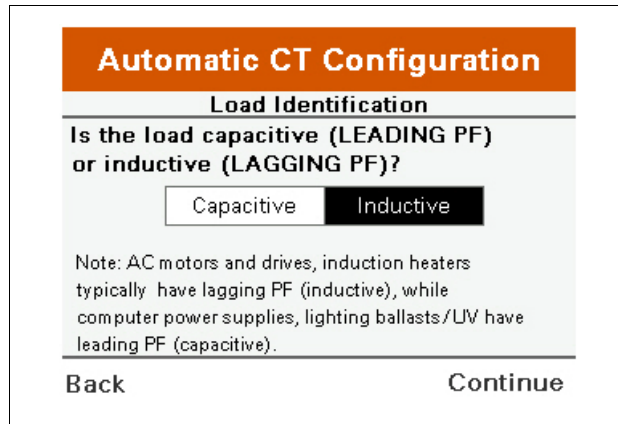 Automatic CT Configuration
Load Identification
Is the load capacitive (LEADING PF)
or inductive (LAGGING PF)?
Capacitive Inductive
Note: AC motors and drives, induction heaters
typically have lagging PF (inductive), while
computer power supplies, lighting ballasts/UV have
leading PF (capacitive).
Back Continue